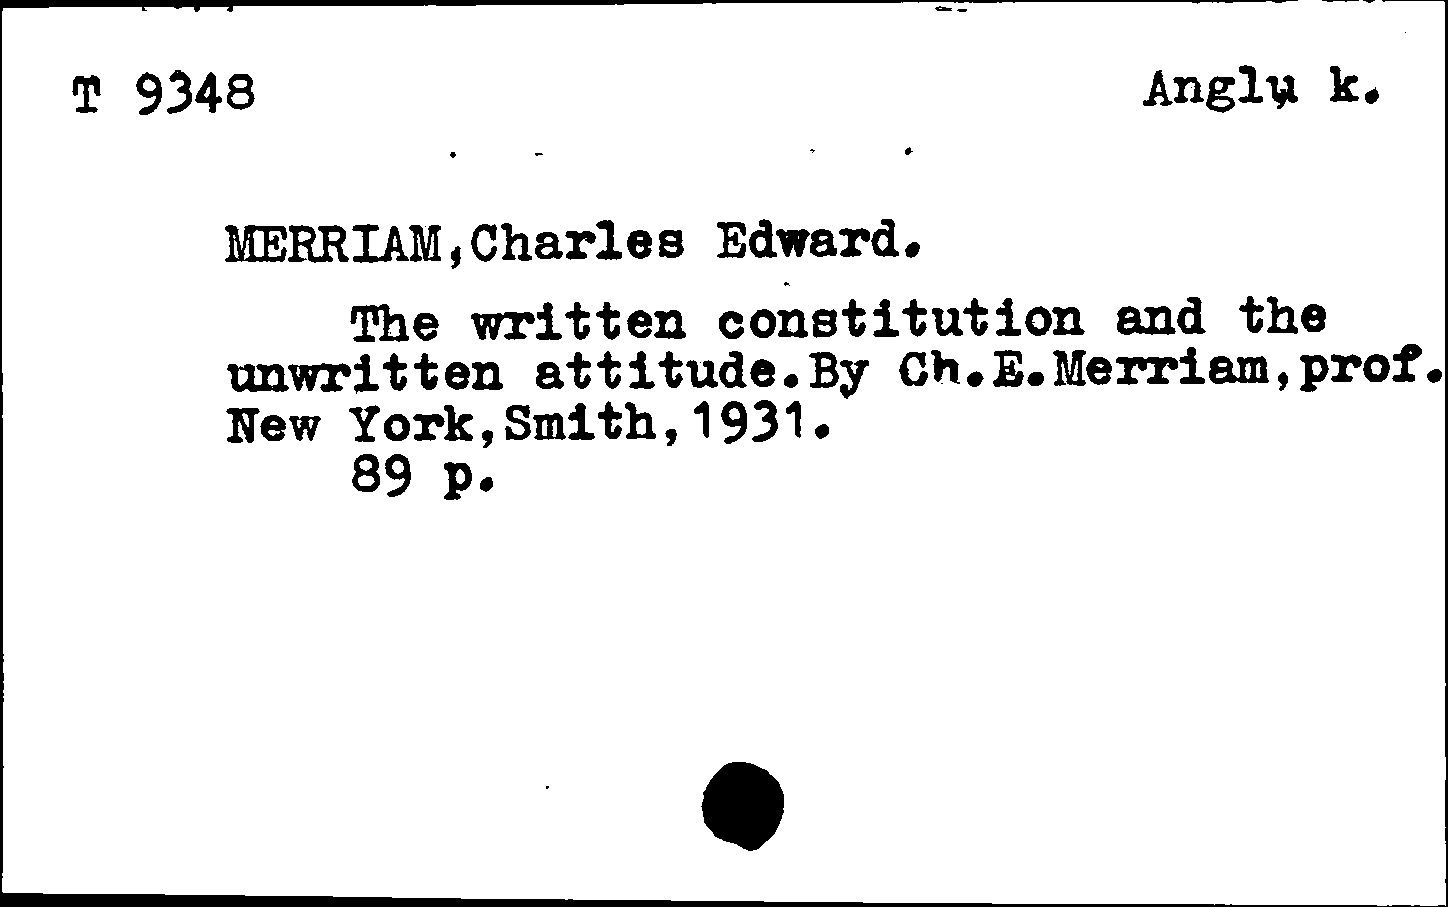 T 9348
Anglų k.
MERRIAM,Charles Edward.
The written constitution and the
unwritten attitude.By Ch.E.Merriam,prof.
New York,Smith,1931.
89 p.